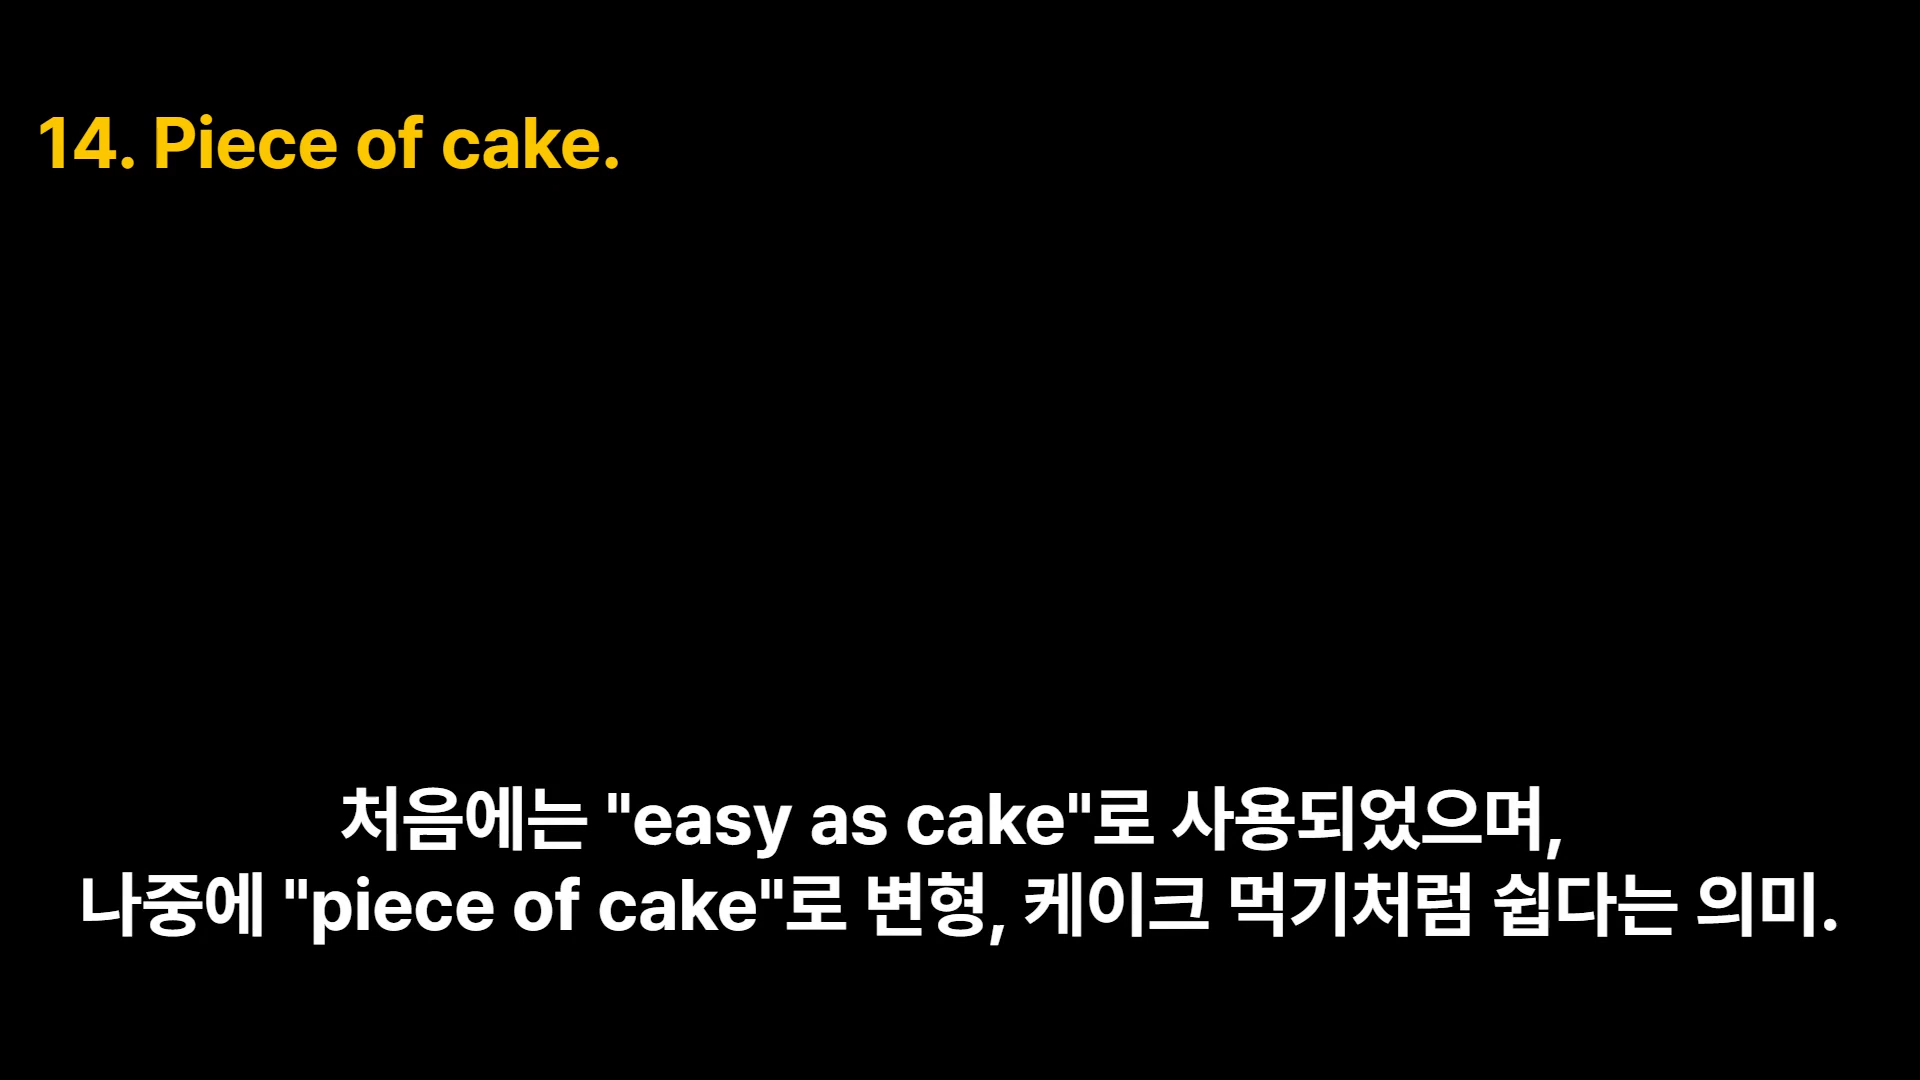 14. Piece of cake.
처음에는 "easy as cake"로 사용되었으며,
나중에 "piece of cake"로 변형, 케이크 먹기처럼 쉽다는 의미.